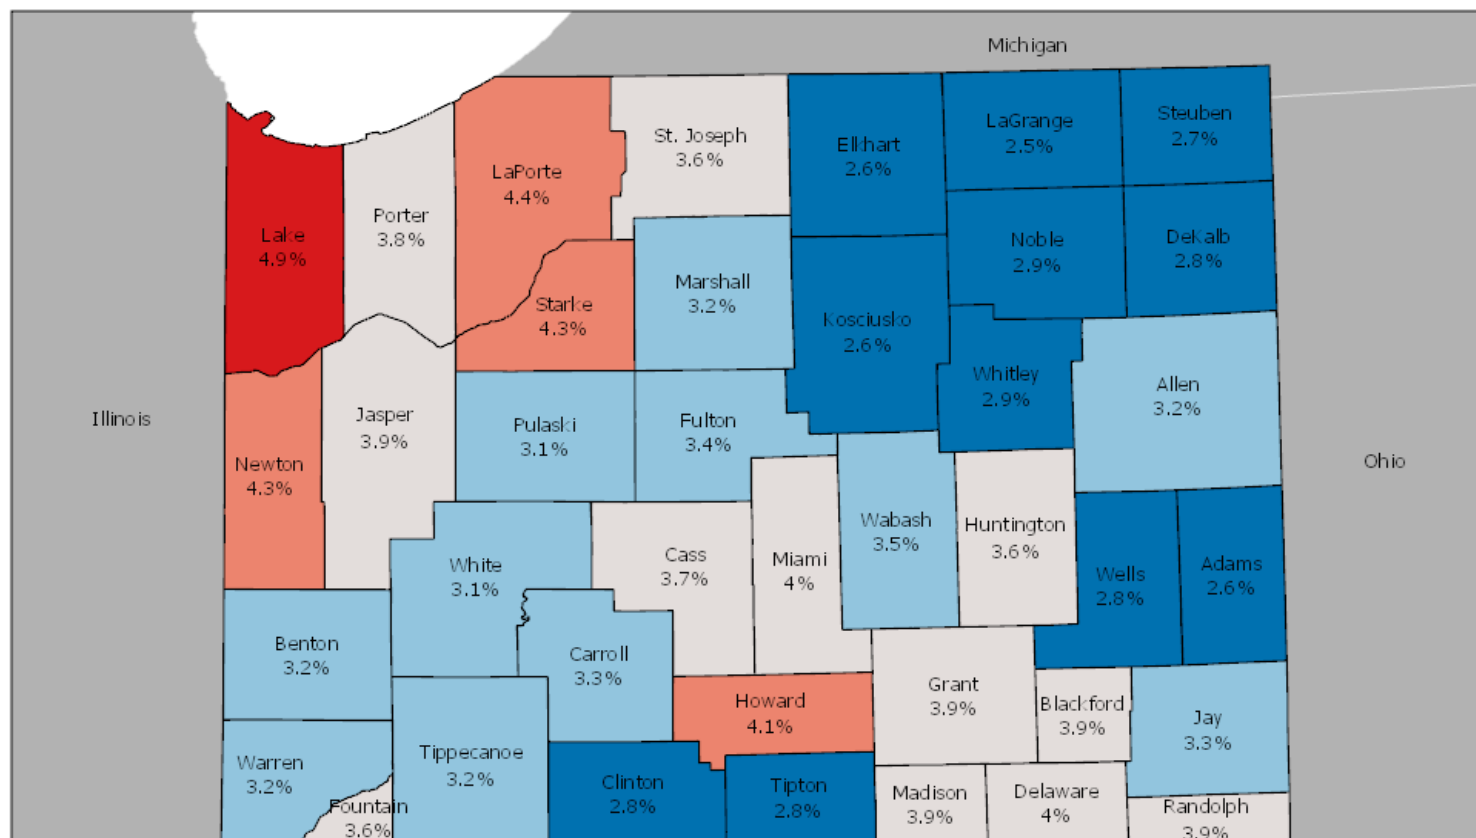 Michigan
Steuben
2.7%
LaGrange
2.5%
St. Joseph
3.6%
Elkhart
2.6%
LaPorte
4.4%
Porter
3.8%
Lake
4.9%
Noble
2.9%
DeKalb
2.8%
Marshall
3.2%
Starke
4.3%
Kosciusko
2.6%
Whitley
2.9%
Allen
3.2%
Illinois
Jasper
3.9%
Pulaski
3.1%
Fulton
3.4%
Ohio
Newton
4.3%
Wabash
3.5%
Huntington
3.6%
White
3.1%
Cass
3.7%
Miami
4%
Wells
2.8%
Adams
2.6%
Benton
3.2%
Carroll
3.3%
Grant
3.9%
Howard
4.1%
Blackford
3.9%
Jay
3.3%
Warren
3.2%
Tippecanoe
3.2%
Clinton
2.8%
Tipton
2.8%
Madison
3.9%
Delaware
4%
Fountain
3.6%
Randolph
3.9%